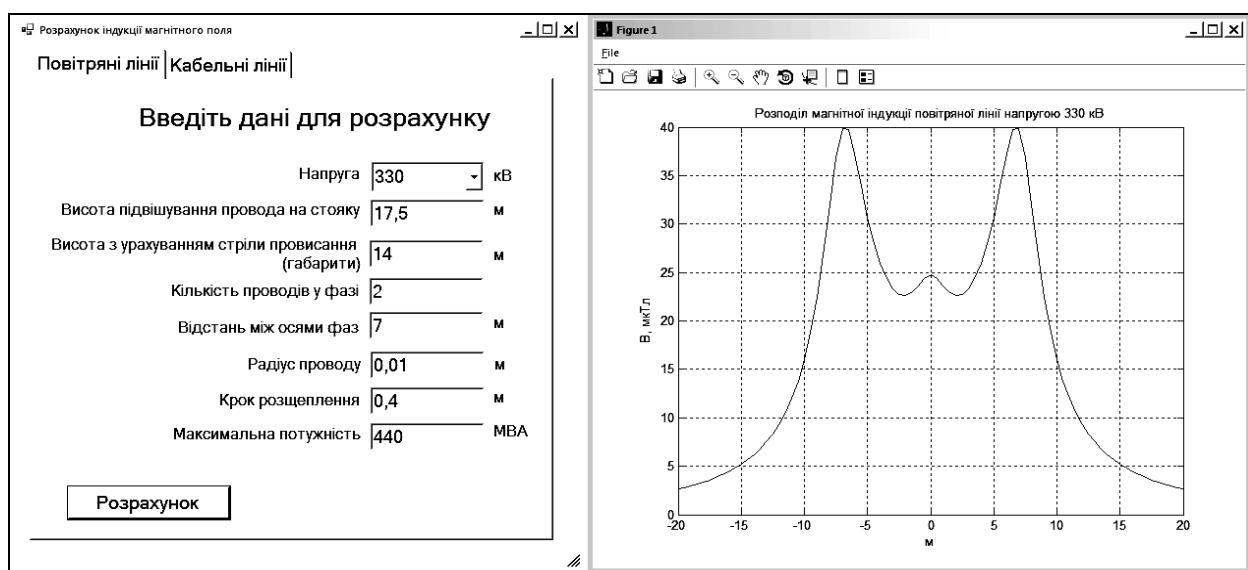 Розрахунок індукції магнітного поля
Повітряні лінії Кабельні лінії
Введіть дані для розрахунку
Напруга 330 кВ
Висота підвішування провода на стояку 17,5 м
Висота з урахуванням стріли провисання
(габарити) 14 м
Кількість проводів у фазі 2
Відстань між осями фаз 7 м
Радіус проводу 0,01 м
Крок розщеплення 0,4 м
Максимальна потужність 440 МВА
Розрахунок
Figure 1
File
Розподіл магнітної індукції повітряної лінії напругою 330 кВ
40
35
30
25
20
15
10
5
0
В, мкТл
-20 -15 -10 -5 0 5 10 15 20
м